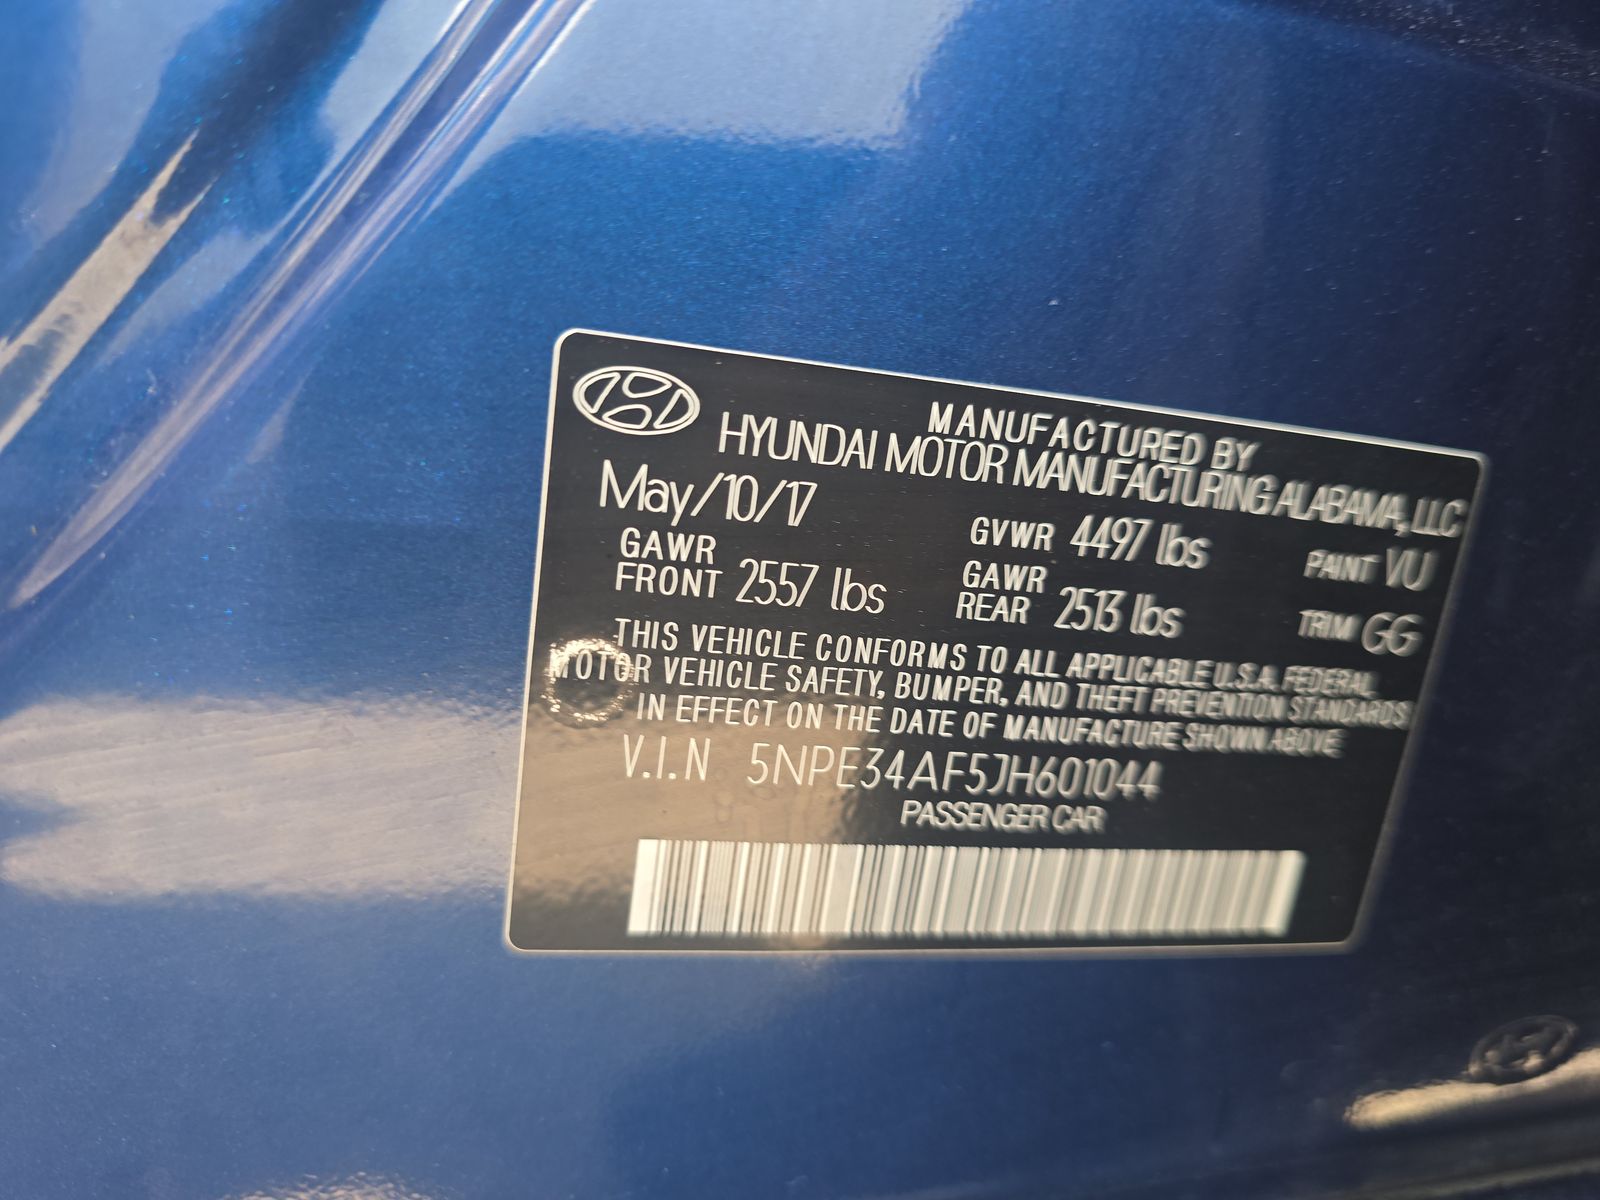 MANUFACTURED BY
HYUNDAI MOTOR MANUFACTURING ALABAMA, LLC
May/10/17
GVWR 4497 lbs PAINT VU
GAWR FRONT 2557 lbs GAWR REAR 2513 lbs TRIM GG
THIS VEHICLE CONFORMS TO ALL APPLICABLE U.S.A. FEDERAL
MOTOR VEHICLE SAFETY, BUMPER, AND THEFT PREVENTION STANDARDS
IN EFFECT ON THE DATE OF MANUFACTURE SHOWN ABOVE
V.I.N 5NPE34AF5JH601044
PASSENGER CAR